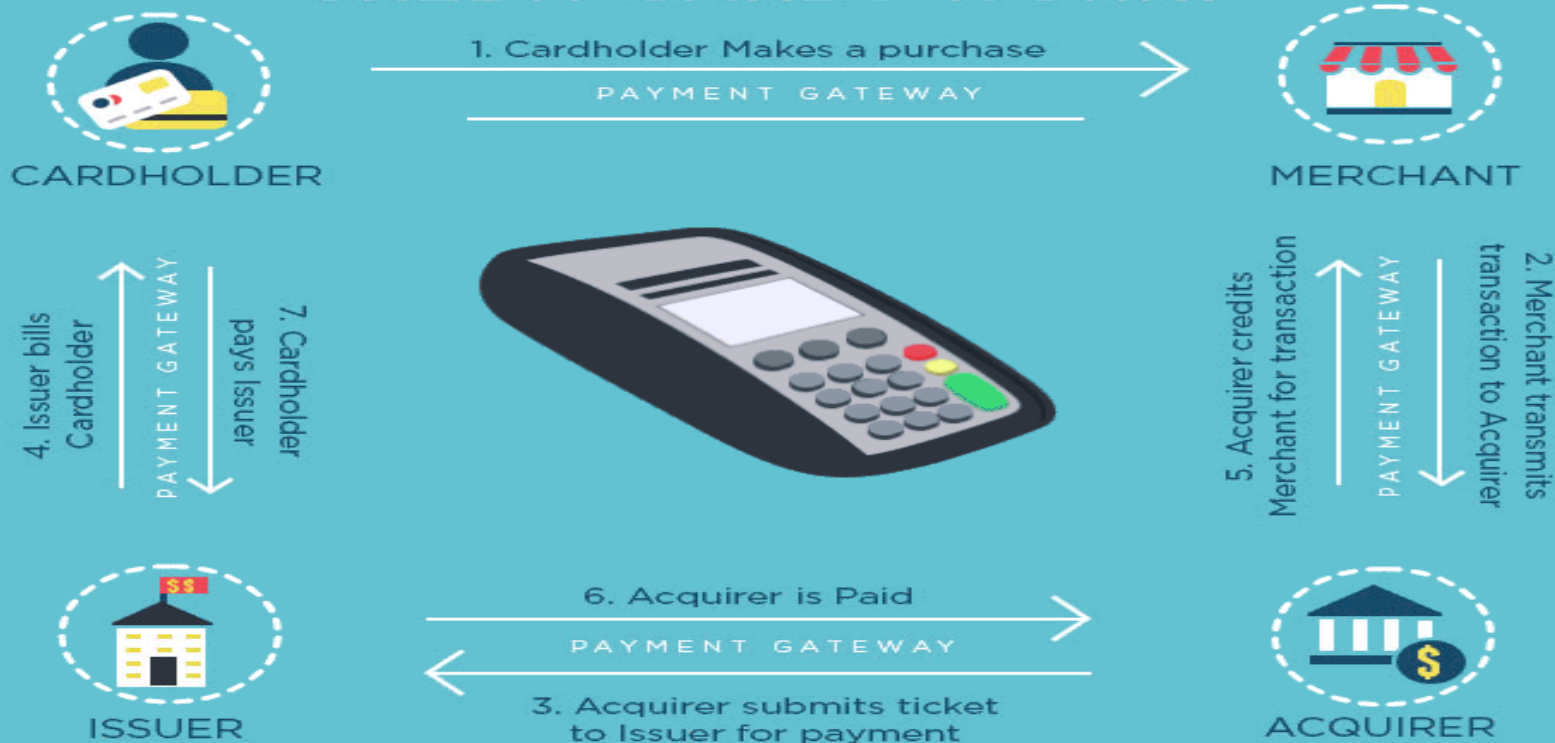 1. Cardholder Makes a purchase
PAYMENT GATEWAY
CARDHOLDER
MERCHANT
4. Issuer bills
Cardholder
PAYMENT GATEWAY
7. Cardholder
pays Issuer
5. Acquirer credits
Merchant for transaction
PAYMENT GATEWAY
2. Merchant transmits
transaction to Acquirer
$$
6. Acquirer is Paid
PAYMENT GATEWAY
3. Acquirer submits ticket
to Issuer for payment
$
ISSUER
ACQUIRER